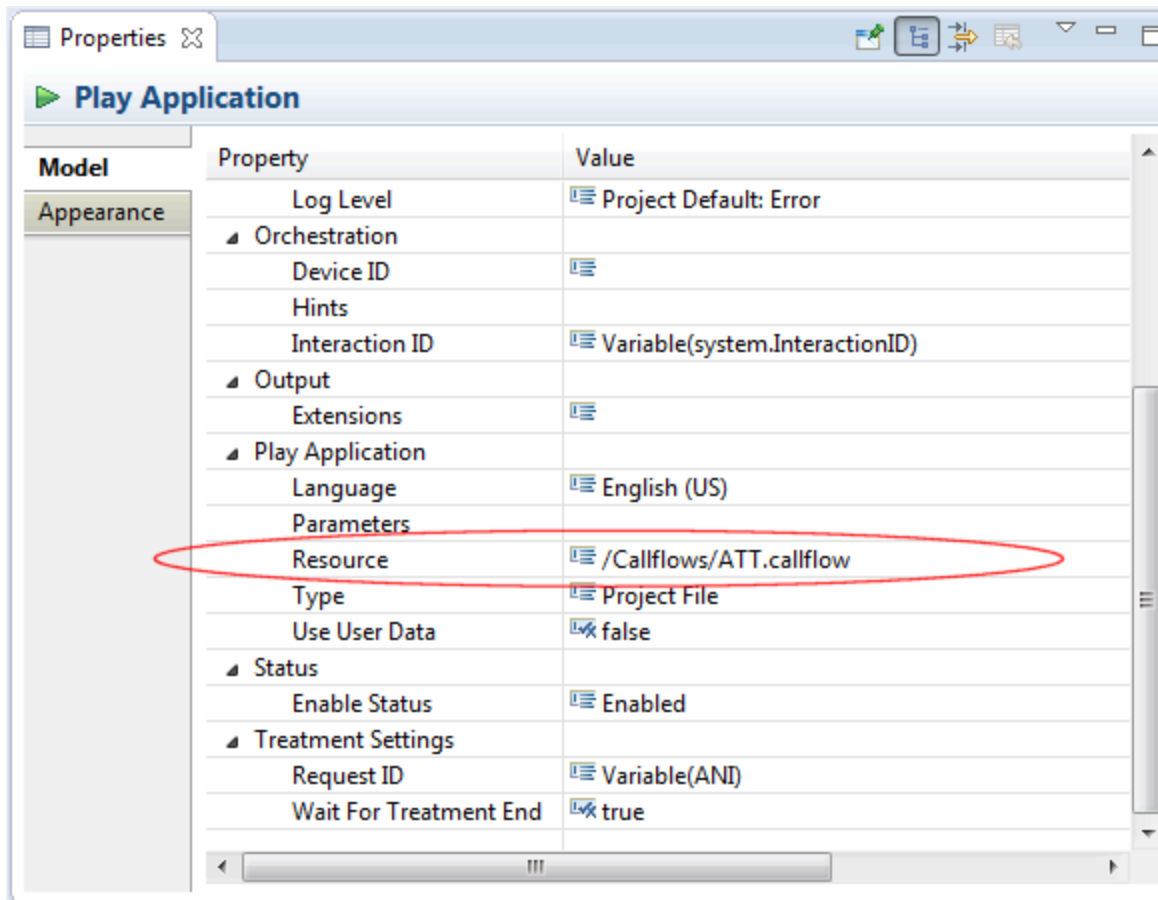 Properties
Play Application
Model
Appearance
Property Value
Log Level Project Default: Error
Orchestration
Device ID
Hints
Interaction ID Variable(system.InteractionID)
Output
Extensions
Play Application
Language English (US)
Parameters
Resource /Callflows/ATT.callflow
Type Project File
Use User Data false
Status
Enable Status Enabled
Treatment Settings
Request ID Variable(ANI)
Wait For Treatment End true